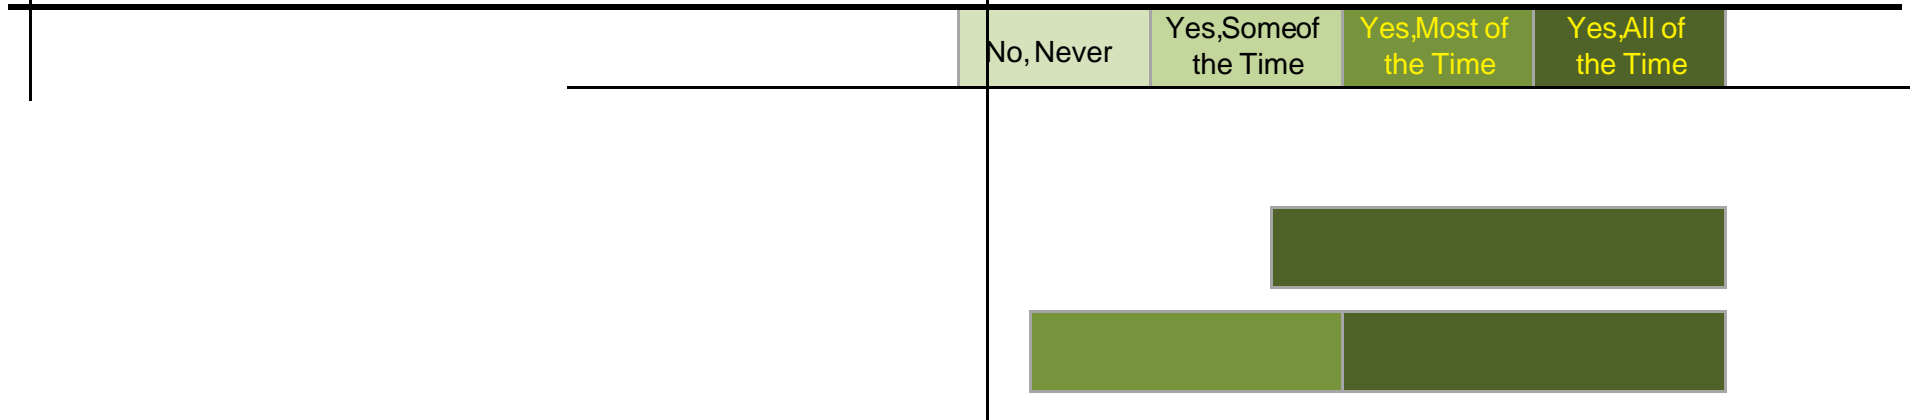 No, Never
Yes,Someof
the Time
Yes,Most of
the Time
Yes,All of
the Time